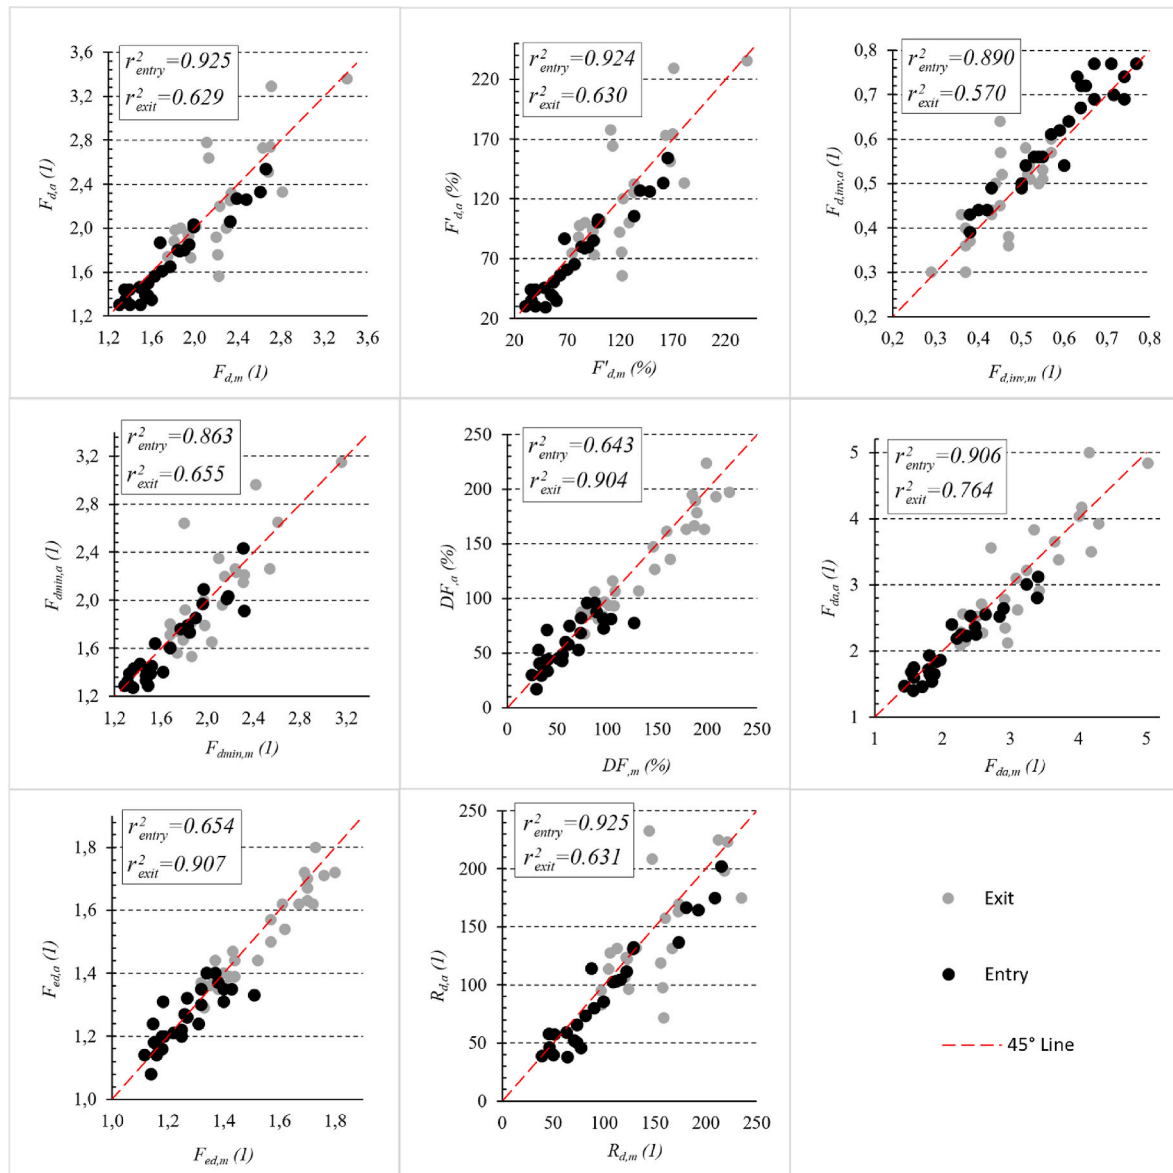 r²entry=0.925
r²exit=0.629
3,6
3,2
2,8
2,4
2,0
1,6
1,2
Fd,a (1)
1,2 1,6 2,0 2,4 2,8 3,2 3,6
Fd,m (1)
r²entry=0.924
r²exit=0.630
220
170
120
70
20
F'd,a (%)
20 70 120 170 220
F'd,m (%)
r²entry=0.890
r²exit=0.570
0,8
0,7
0,6
0,5
0,4
0,3
0,2
Fd,inv,a (1)
0,2 0,3 0,4 0,5 0,6 0,7 0,8
Fd,inv,m (1)
r²entry=0.863
r²exit=0.655
3,2
2,8
2,4
2,0
1,6
1,2
Fdmin,a (1)
1,2 1,6 2,0 2,4 2,8 3,2
Fdmin,m (1)
r²entry=0.643
r²exit=0.904
250
200
150
100
50
0
DF,a (%)
0 50 100 150 200 250
DF,m (%)
r²entry=0.906
r²exit=0.764
5
4
3
2
1
Fda,a (1)
1 2 3 4 5
Fda,m (1)
r²entry=0.654
r²exit=0.907
1,8
1,6
1,4
1,2
1,0
Fed,a (1)
1,0 1,2 1,4 1,6 1,8
Fed,m (1)
r²entry=0.925
r²exit=0.631
250
200
150
100
50
0
Rd,a (1)
0 50 100 150 200 250
Rd,m (1)
Exit
Entry
45° Line